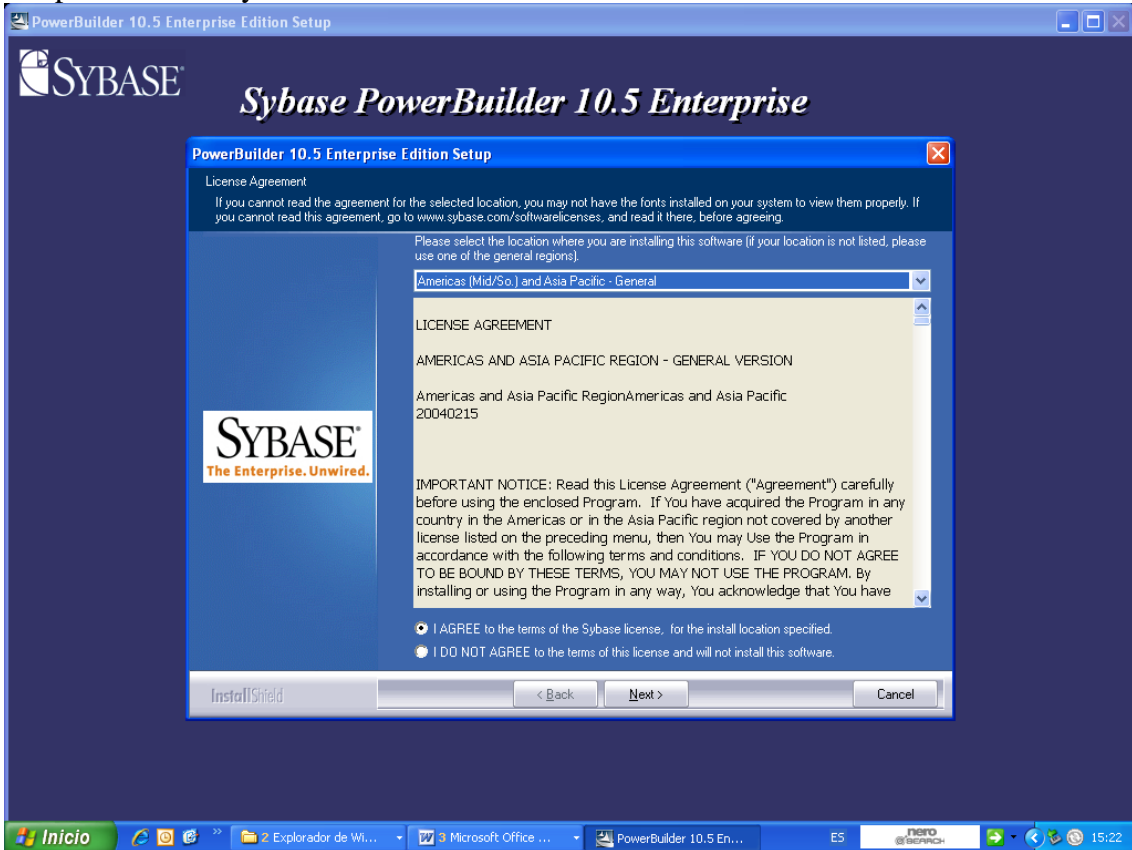 PowerBuilder 10.5 Enterprise Edition Setup
SYBASE
Sybase PowerBuilder 10.5 Enterprise
PowerBuilder 10.5 Enterprise Edition Setup
License Agreement
If you cannot read the agreement for the selected location, you may not have the fonts installed on your system to view them properly. If
you cannot read this agreement, go to www.sybase.com/softwarelicenses, and read it there, before agreeing.
Please select the location where you are installing this software (if your location is not listed, please
use one of the general regions).
Americas (Mid/So.) and Asia Pacific - General
LICENSE AGREEMENT
AMERICAS AND ASIA PACIFIC REGION - GENERAL VERSION
Americas and Asia Pacific RegionAmericas and Asia Pacific
20040215
SYBASE
The Enterprise. Unwired.
IMPORTANT NOTICE: Read this License Agreement ("Agreement") carefully
before using the enclosed Program.  If You have acquired the Program in any
country in the Americas or in the Asia Pacific region not covered by another
license listed on the preceding menu, then You may Use the Program in
accordance with the following terms and conditions.  IF YOU DO NOT AGREE
TO BE BOUND BY THESE TERMS, YOU MAY NOT USE THE PROGRAM. By
installing or using the Program in any way, You acknowledge that You have
I AGREE to the terms of the Sybase license,  for the install location specified.
I DO NOT AGREE to the terms of this license and will not install this software.
InstallShield
< Back
Next >
Cancel
Inicio
2 Explorador de Wi...
3 Microsoft Office ...
PowerBuilder 10.5 En...
ES
nero
SEARCH
15:22